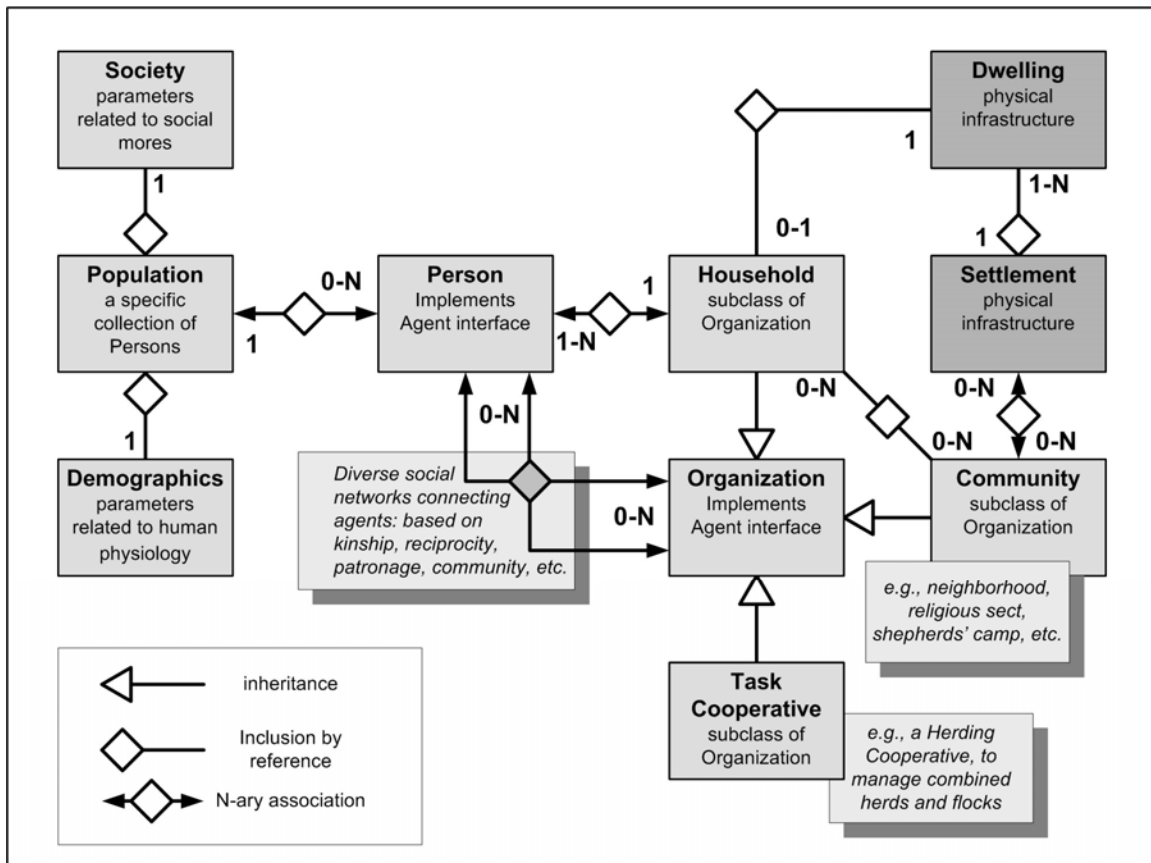 Society
parameters
related to social
mores
1
Dwelling
physical
infrastructure
1
1-N
0-1
1
Population
a specific
collection of
Persons
0-N
1
Person
Implements
Agent interface
1
1-N
Household
subclass of
Organization
Settlement
physical
infrastructure
0-N
0-N
0-N
0-N
0-N
1
Demographics
parameters
related to human
physiology
Diverse social
networks connecting
agents: based on
kinship, reciprocity,
patronage, community, etc.
0-N
Organization
Implements
Agent interface
Community
subclass of
Organization
e.g., neighborhood,
religious sect,
shepherds' camp, etc.
inheritance
Inclusion by
reference
N-ary association
Task
Cooperative
subclass of
Organization
e.g., a Herding
Cooperative, to
manage combined
herds and flocks